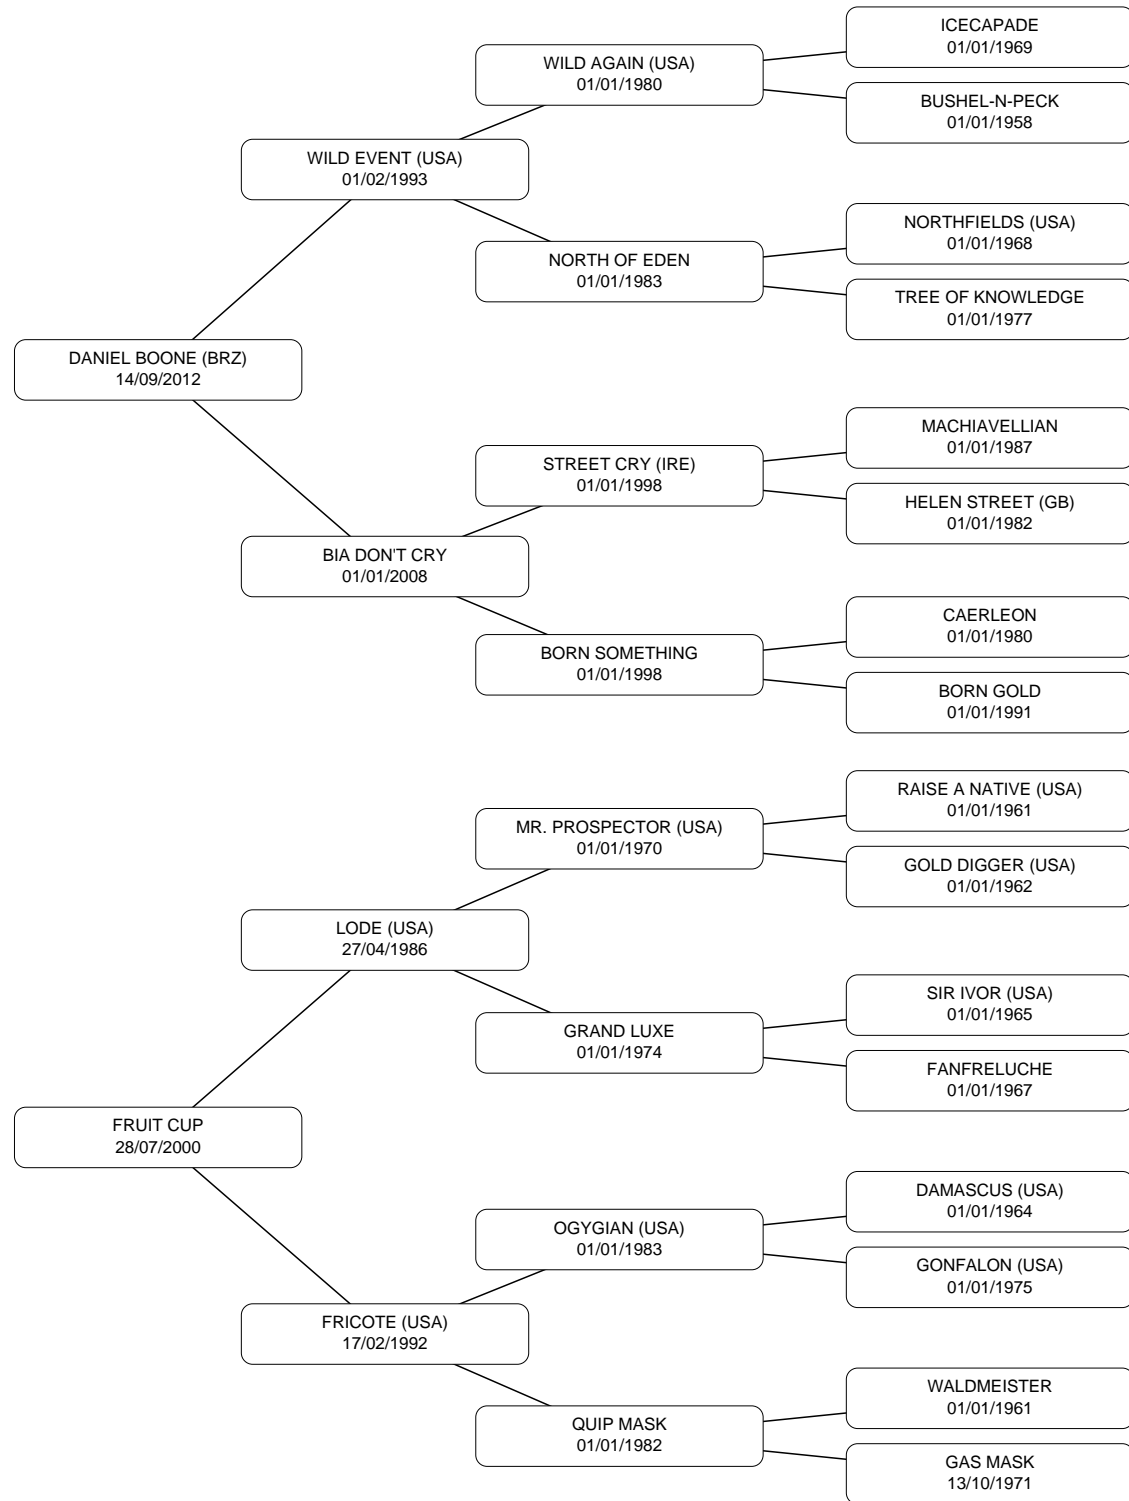 ICECAPADE
01/01/1969
WILD AGAIN (USA)
01/01/1980
BUSHEL-N-PECK
01/01/1958
WILD EVENT (USA)
01/02/1993
NORTHFIELDS (USA)
01/01/1968
NORTH OF EDEN
01/01/1983
TREE OF KNOWLEDGE
01/01/1977
DANIEL BOONE (BRZ)
14/09/2012
MACHIAVELLIAN
01/01/1987
STREET CRY (IRE)
01/01/1998
HELEN STREET (GB)
01/01/1982
BIA DON'T CRY
01/01/2008
CAERLEON
01/01/1980
BORN SOMETHING
01/01/1998
BORN GOLD
01/01/1991
RAISE A NATIVE (USA)
01/01/1961
MR. PROSPECTOR (USA)
01/01/1970
GOLD DIGGER (USA)
01/01/1962
LODE (USA)
27/04/1986
SIR IVOR (USA)
01/01/1965
GRAND LUXE
01/01/1974
FANFRELUCHE
01/01/1967
FRUIT CUP
28/07/2000
DAMASCUS (USA)
01/01/1964
OGYGIAN (USA)
01/01/1983
GONFALON (USA)
01/01/1975
FRICOTE (USA)
17/02/1992
WALDMEISTER
01/01/1961
QUIP MASK
01/01/1982
GAS MASK
13/10/1971